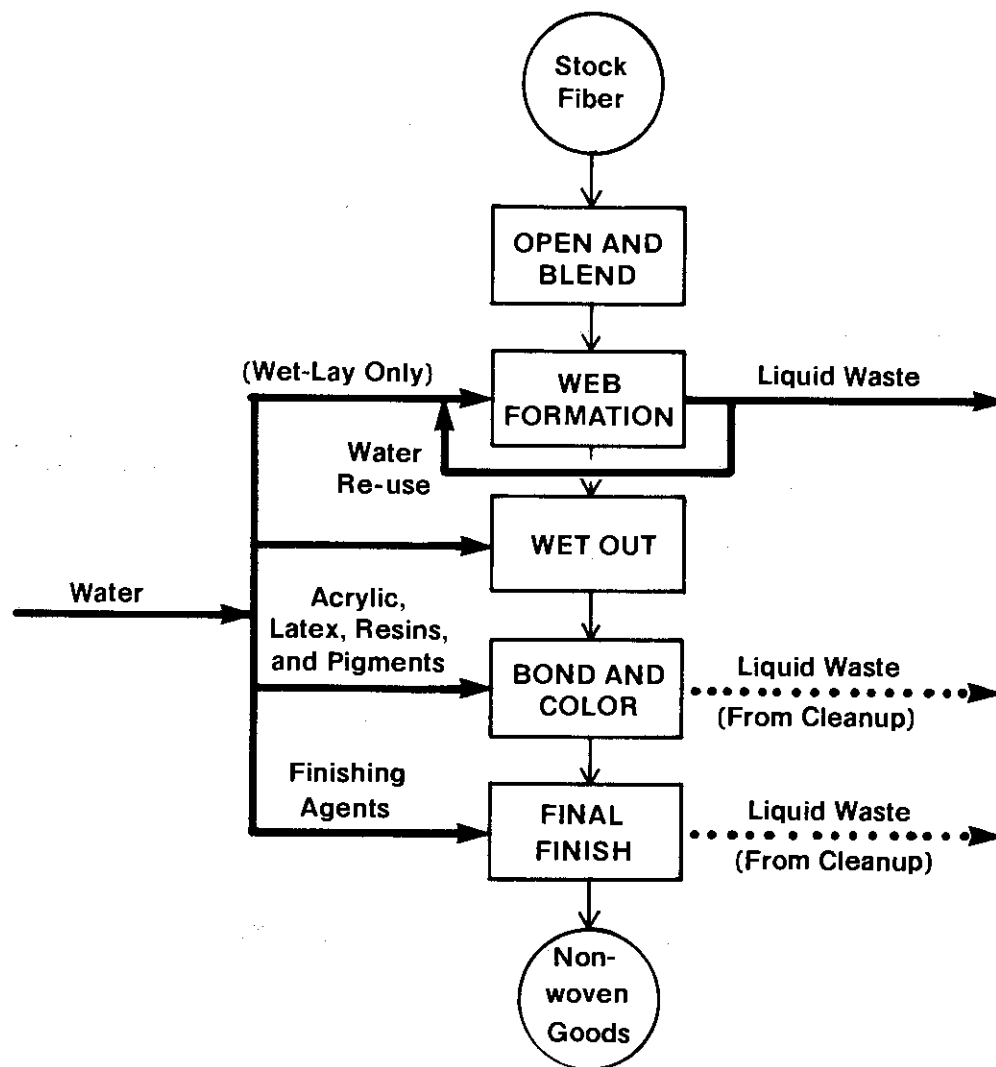 Stock
Fiber
OPEN AND
BLEND
(Wet-Lay Only)
WEB
FORMATION
Liquid Waste
Water
Re-use
WET OUT
Water
Acrylic,
Latex, Resins,
and Pigments
BOND AND
COLOR
Liquid Waste
(From Cleanup)
Finishing
Agents
FINAL
FINISH
Liquid Waste
(From Cleanup)
Non-
woven
Goods